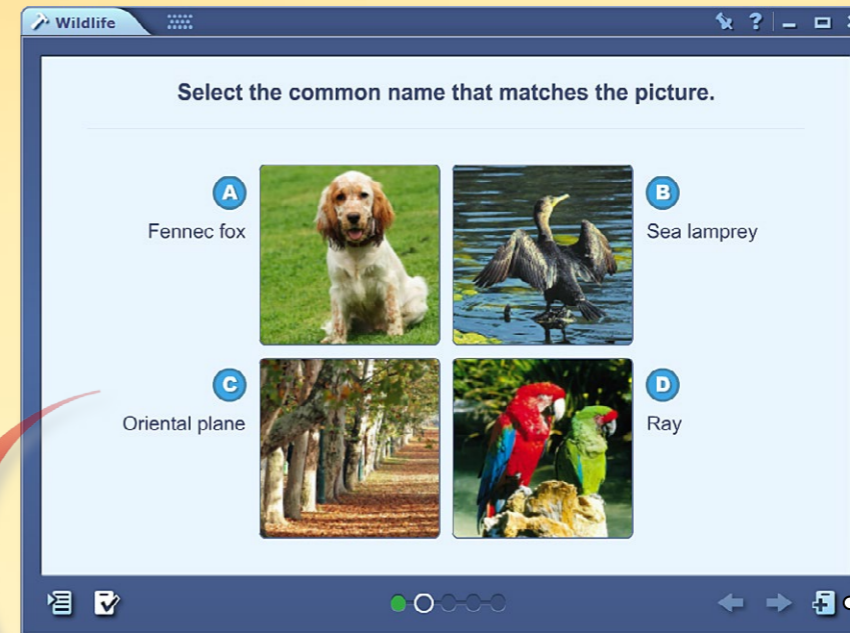 Wildlife
?
Select the common name that matches the picture.
A
Fennec fox
B
Sea lamprey
C
Oriental plane
D
Ray